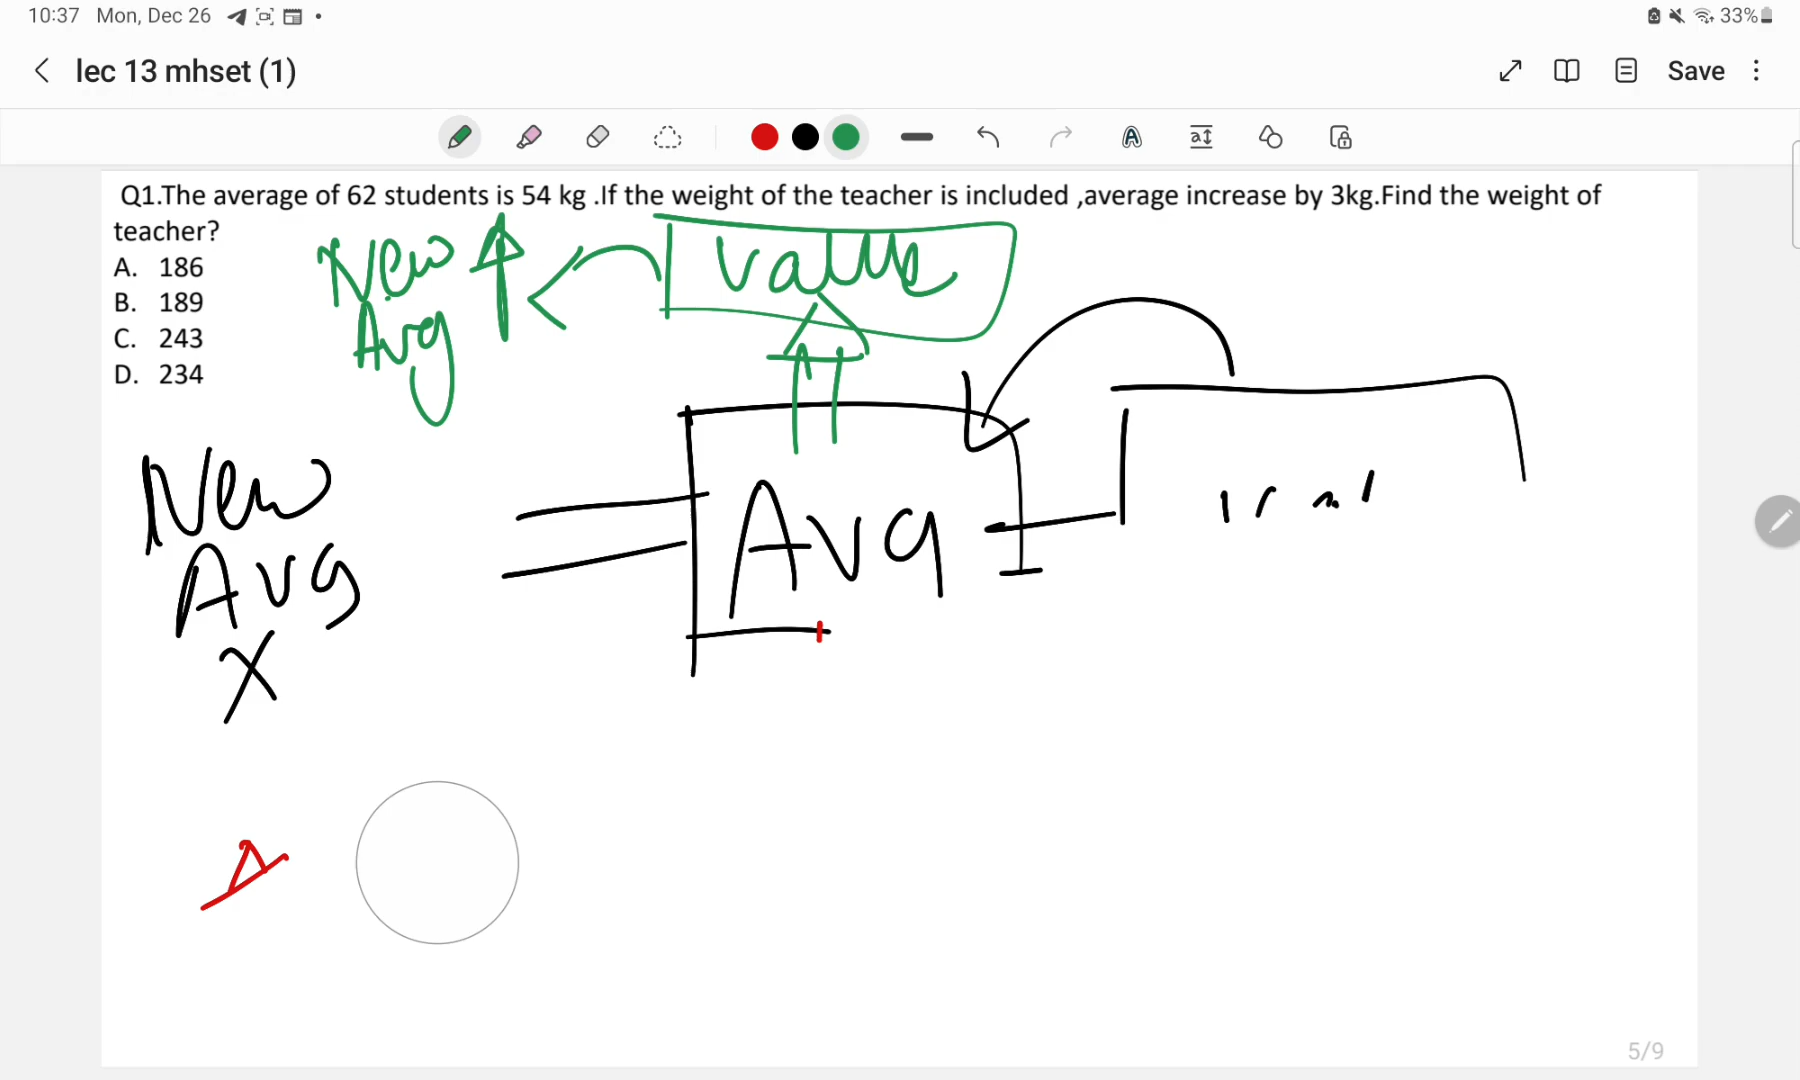 10:37 Mon, Dec 26
33%
lec 13 mhset (1)
Save
Q1.The average of 62 students is 54 kg .If the weight of the teacher is included ,average increase by 3kg.Find the weight of
teacher?
A. 186
B. 189
C. 243
D. 234
New
Avg
value
New
Avg
X
Avg
5/9